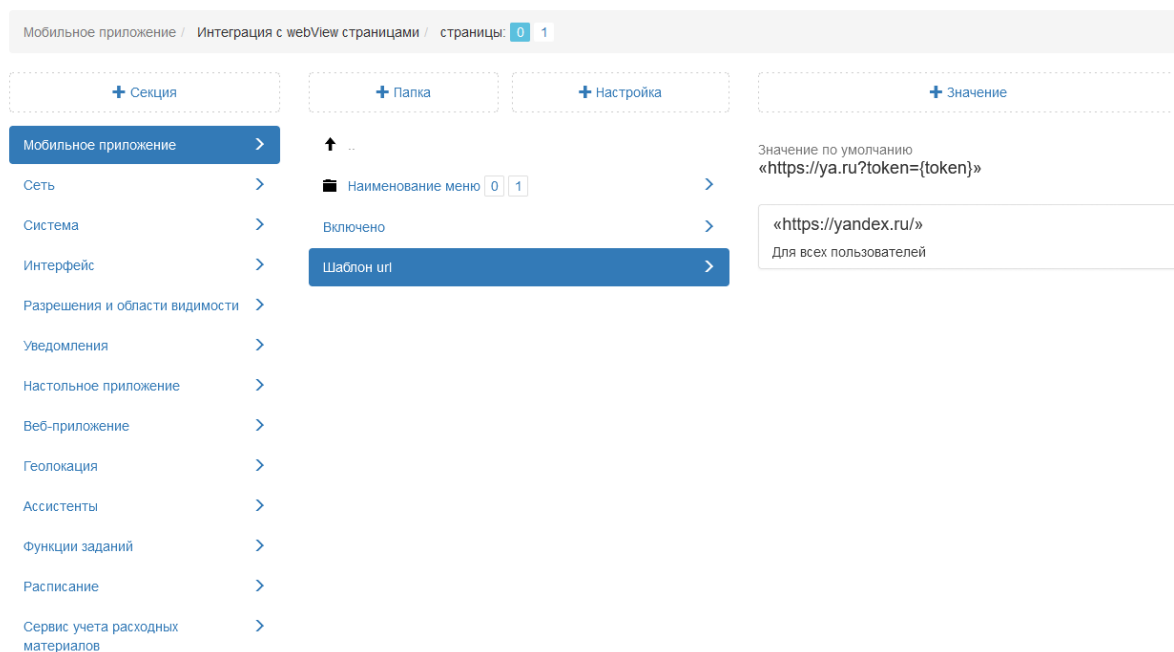 Мобильное приложение / Интеграция с webView страницами / страницы: 0 1
+ Секция
+ Папка
+ Настройка
+ Значение
Мобильное приложение
Сеть
Система
Интерфейс
Разрешения и области видимости
Уведомления
Настольное приложение
Веб-приложение
Геолокация
Ассистенты
Функции заданий
Расписание
Сервис учета расходных
материалов
..
Наименование меню 0 1
Включено
Шаблон url
Значение по умолчанию
«https://ya.ru?token={token}»
«https://yandex.ru/»
Для всех пользователей